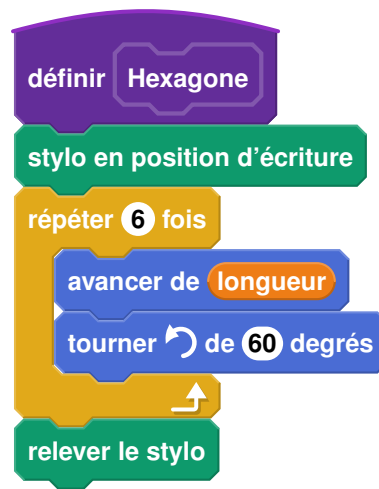 définir Hexagone
stylo en position d'écriture
répéter 6 fois
avancer de longueur
tourner de 60 degrés
relever le stylo